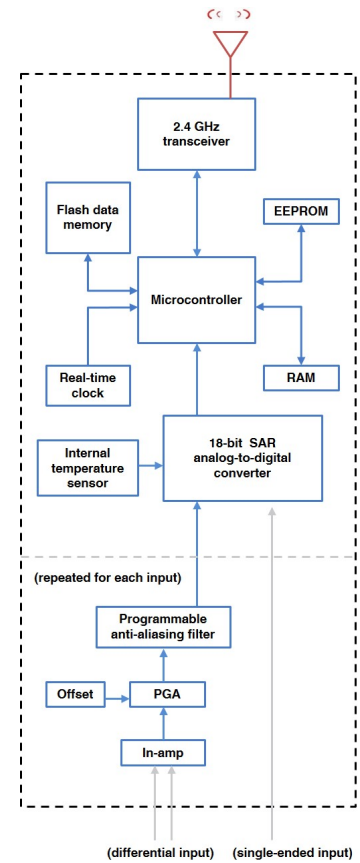 2.4 GHz
transceiver
Flash data
memory
EEPROM
Microcontroller
Real-time
clock
RAM
18-bit SAR
analog-to-digital
converter
Internal
temperature
sensor
(repeated for each input)
Programmable
anti-aliasing filter
Offset
PGA
In-amp
(differential input)
(single-ended input)